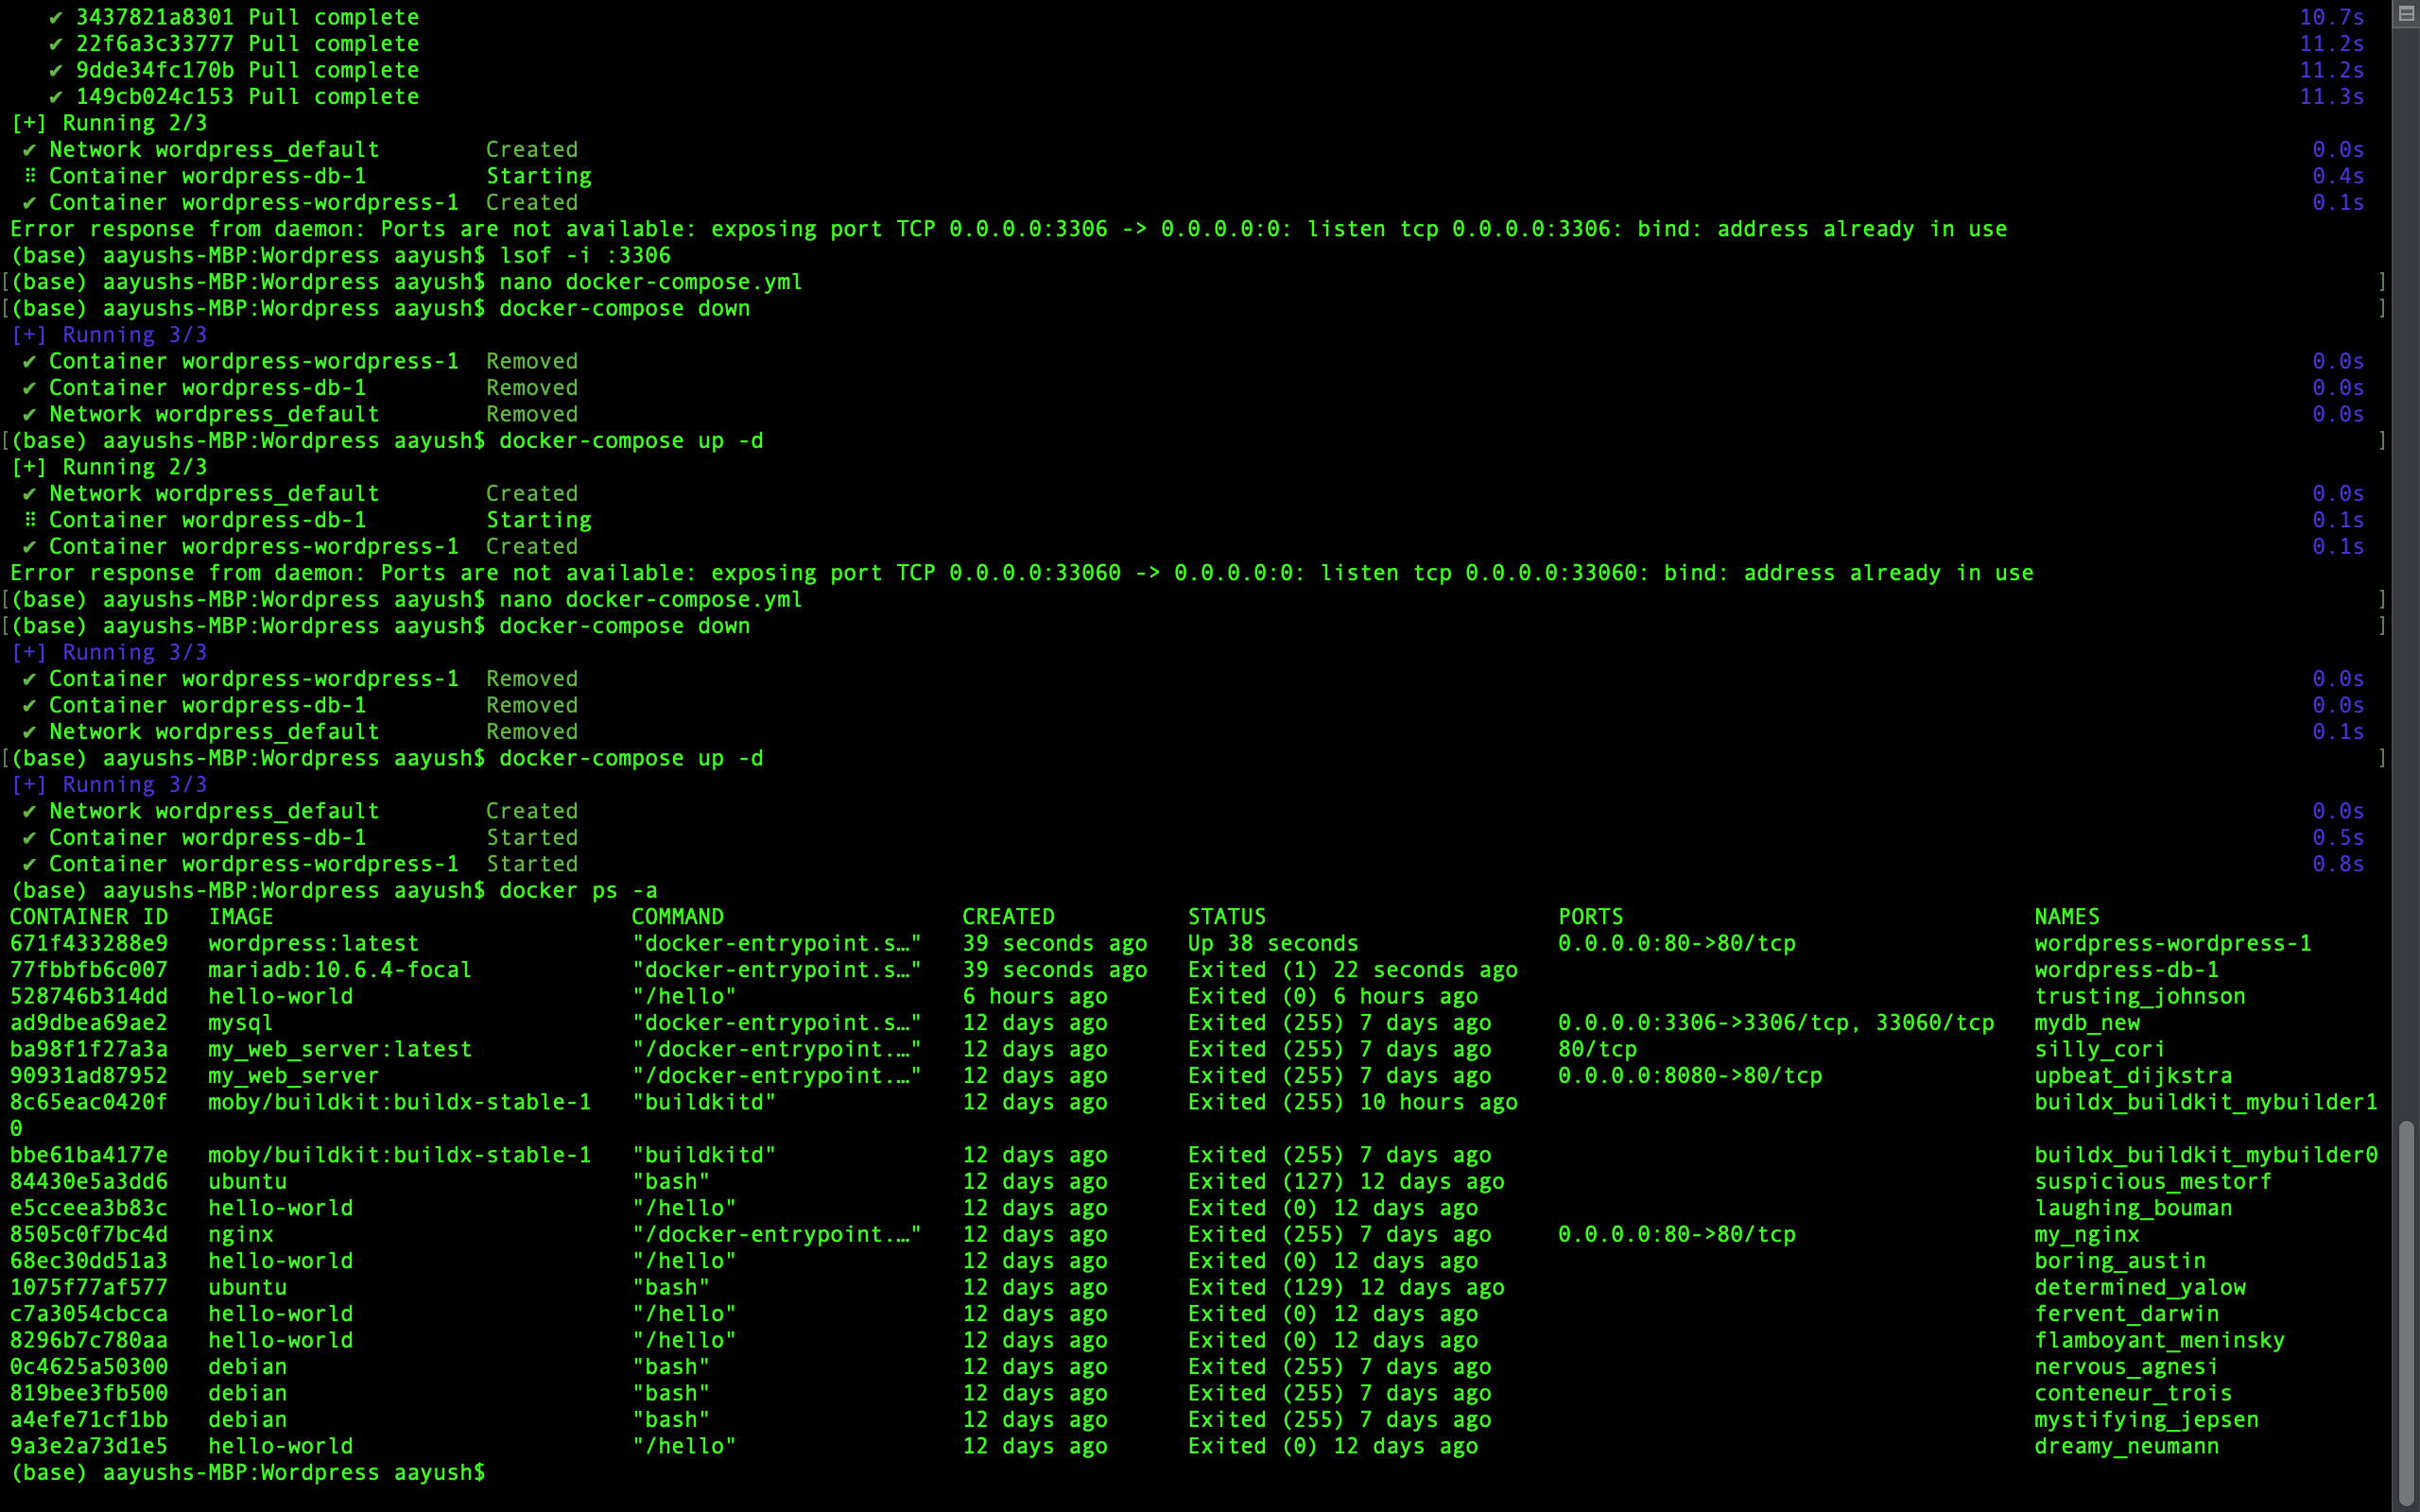 ✔ 3437821a8301 Pull complete 10.7s
✔ 22f6a3c33777 Pull complete 11.2s
✔ 9dde34fc170b Pull complete 11.2s
✔ 149cb024c153 Pull complete 11.3s
[+] Running 2/3
✔ Network wordpress_default Created 0.0s
⠿ Container wordpress-db-1 Starting 0.4s
✔ Container wordpress-wordpress-1 Created 0.1s
Error response from daemon: Ports are not available: exposing port TCP 0.0.0.0:3306 -> 0.0.0.0:0: listen tcp 0.0.0.0:3306: bind: address already in use
(base) aayushs-MBP:Wordpress aayush$ lsof -i :3306
[(base) aayushs-MBP:Wordpress aayush$ nano docker-compose.yml ]
[(base) aayushs-MBP:Wordpress aayush$ docker-compose down ]
[+] Running 3/3
✔ Container wordpress-wordpress-1 Removed 0.0s
✔ Container wordpress-db-1 Removed 0.0s
✔ Network wordpress_default Removed 0.0s
[(base) aayushs-MBP:Wordpress aayush$ docker-compose up -d ]
[+] Running 2/3
✔ Network wordpress_default Created 0.0s
⠿ Container wordpress-db-1 Starting 0.1s
✔ Container wordpress-wordpress-1 Created 0.1s
Error response from daemon: Ports are not available: exposing port TCP 0.0.0.0:33060 -> 0.0.0.0:0: listen tcp 0.0.0.0:33060: bind: address already in use
[(base) aayushs-MBP:Wordpress aayush$ nano docker-compose.yml ]
[(base) aayushs-MBP:Wordpress aayush$ docker-compose down ]
[+] Running 3/3
✔ Container wordpress-wordpress-1 Removed 0.0s
✔ Container wordpress-db-1 Removed 0.0s
✔ Network wordpress_default Removed 0.1s
[(base) aayushs-MBP:Wordpress aayush$ docker-compose up -d ]
[+] Running 3/3
✔ Network wordpress_default Created 0.0s
✔ Container wordpress-db-1 Started 0.5s
✔ Container wordpress-wordpress-1 Started 0.8s
(base) aayushs-MBP:Wordpress aayush$ docker ps -a
CONTAINER ID IMAGE COMMAND CREATED STATUS PORTS NAMES
671f433288e9 wordpress:latest "docker-entrypoint.s…" 39 seconds ago Up 38 seconds 0.0.0.0:80->80/tcp wordpress-wordpress-1
77fbbfb6c007 mariadb:10.6.4-focal "docker-entrypoint.s…" 39 seconds ago Exited (1) 22 seconds ago wordpress-db-1
528746b314dd hello-world "/hello" 6 hours ago Exited (0) 6 hours ago trusting_johnson
ad9dbea69ae2 mysql "docker-entrypoint.s…" 12 days ago Exited (255) 7 days ago 0.0.0.0:3306->3306/tcp, 33060/tcp mydb_new
ba98f1f27a3a my_web_server:latest "/docker-entrypoint.…" 12 days ago Exited (255) 7 days ago 80/tcp silly_cori
90931ad87952 my_web_server "/docker-entrypoint.…" 12 days ago Exited (255) 7 days ago 0.0.0.0:8080->80/tcp upbeat_dijkstra
8c65eac0420f moby/buildkit:buildx-stable-1 "buildkitd" 12 days ago Exited (255) 10 hours ago buildx_buildkit_mybuilder1
0
bbe61ba4177e moby/buildkit:buildx-stable-1 "buildkitd" 12 days ago Exited (255) 7 days ago buildx_buildkit_mybuilder0
84430e5a3dd6 ubuntu "bash" 12 days ago Exited (127) 12 days ago suspicious_mestorf
e5cceea3b83c hello-world "/hello" 12 days ago Exited (0) 12 days ago laughing_bouman
8505c0f7bc4d nginx "/docker-entrypoint.…" 12 days ago Exited (255) 7 days ago 0.0.0.0:80->80/tcp my_nginx
68ec30dd51a3 hello-world "/hello" 12 days ago Exited (0) 12 days ago boring_austin
1075f77af577 ubuntu "bash" 12 days ago Exited (129) 12 days ago determined_yalow
c7a3054cbcca hello-world "/hello" 12 days ago Exited (0) 12 days ago fervent_darwin
8296b7c780aa hello-world "/hello" 12 days ago Exited (0) 12 days ago flamboyant_meninsky
0c4625a50300 debian "bash" 12 days ago Exited (255) 7 days ago nervous_agnesi
819bee3fb500 debian "bash" 12 days ago Exited (255) 7 days ago conteneur_trois
a4efe71cf1bb debian "bash" 12 days ago Exited (255) 7 days ago mystifying_jepsen
9a3e2a73d1e5 hello-world "/hello" 12 days ago Exited (0) 12 days ago dreamy_neumann
(base) aayushs-MBP:Wordpress aayush$